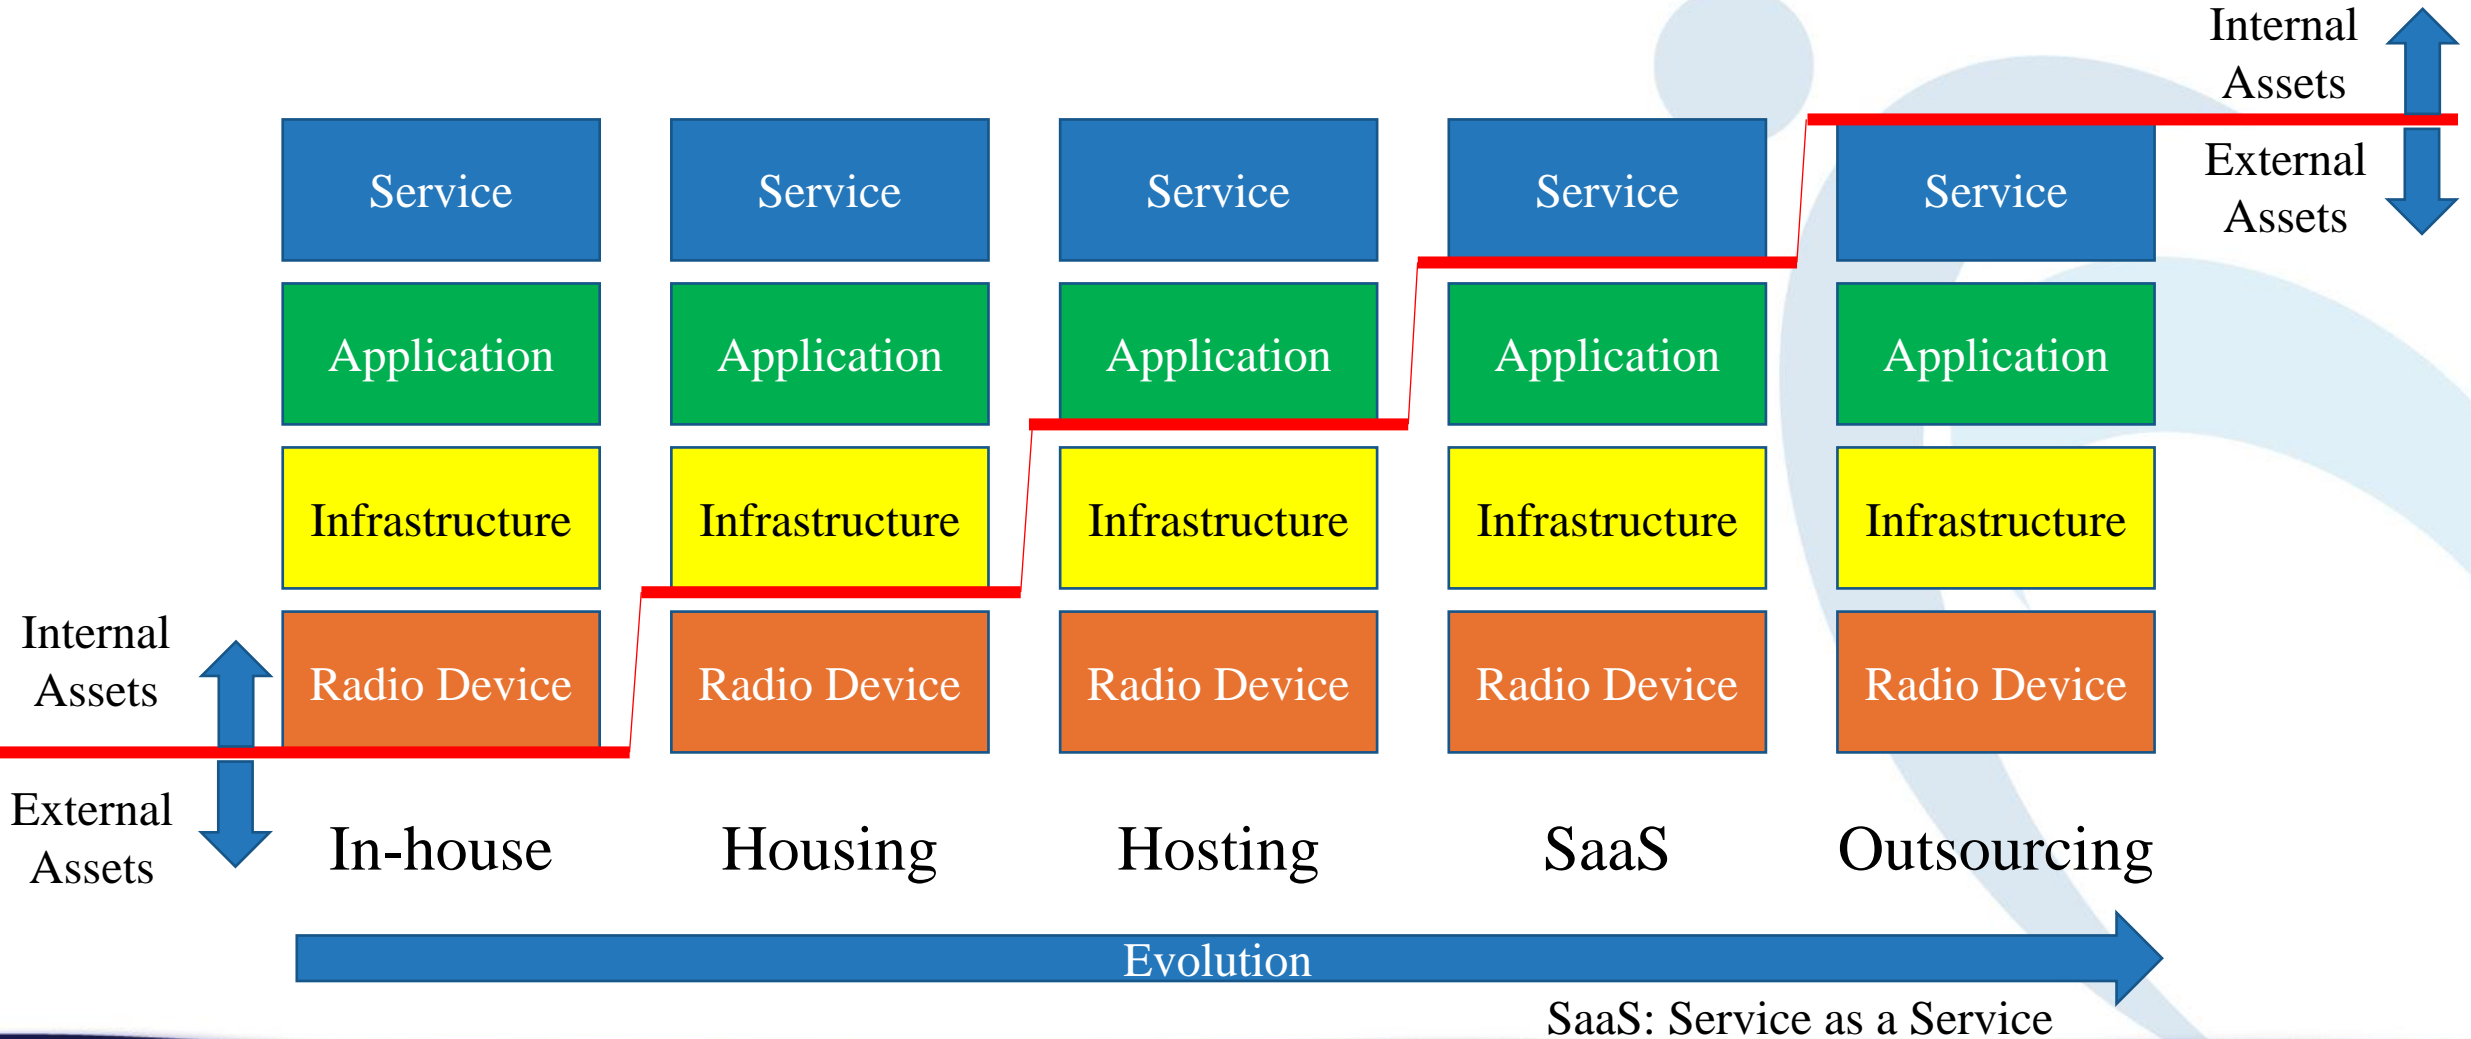 Internal
Assets
External
Assets
Service
Service
Service
Service
Service
Application
Application
Application
Application
Application
Infrastructure
Infrastructure
Infrastructure
Infrastructure
Infrastructure
Internal
Assets
Radio Device
Radio Device
Radio Device
Radio Device
Radio Device
External
Assets
In-house
Housing
Hosting
SaaS
Outsourcing
Evolution
SaaS: Service as a Service